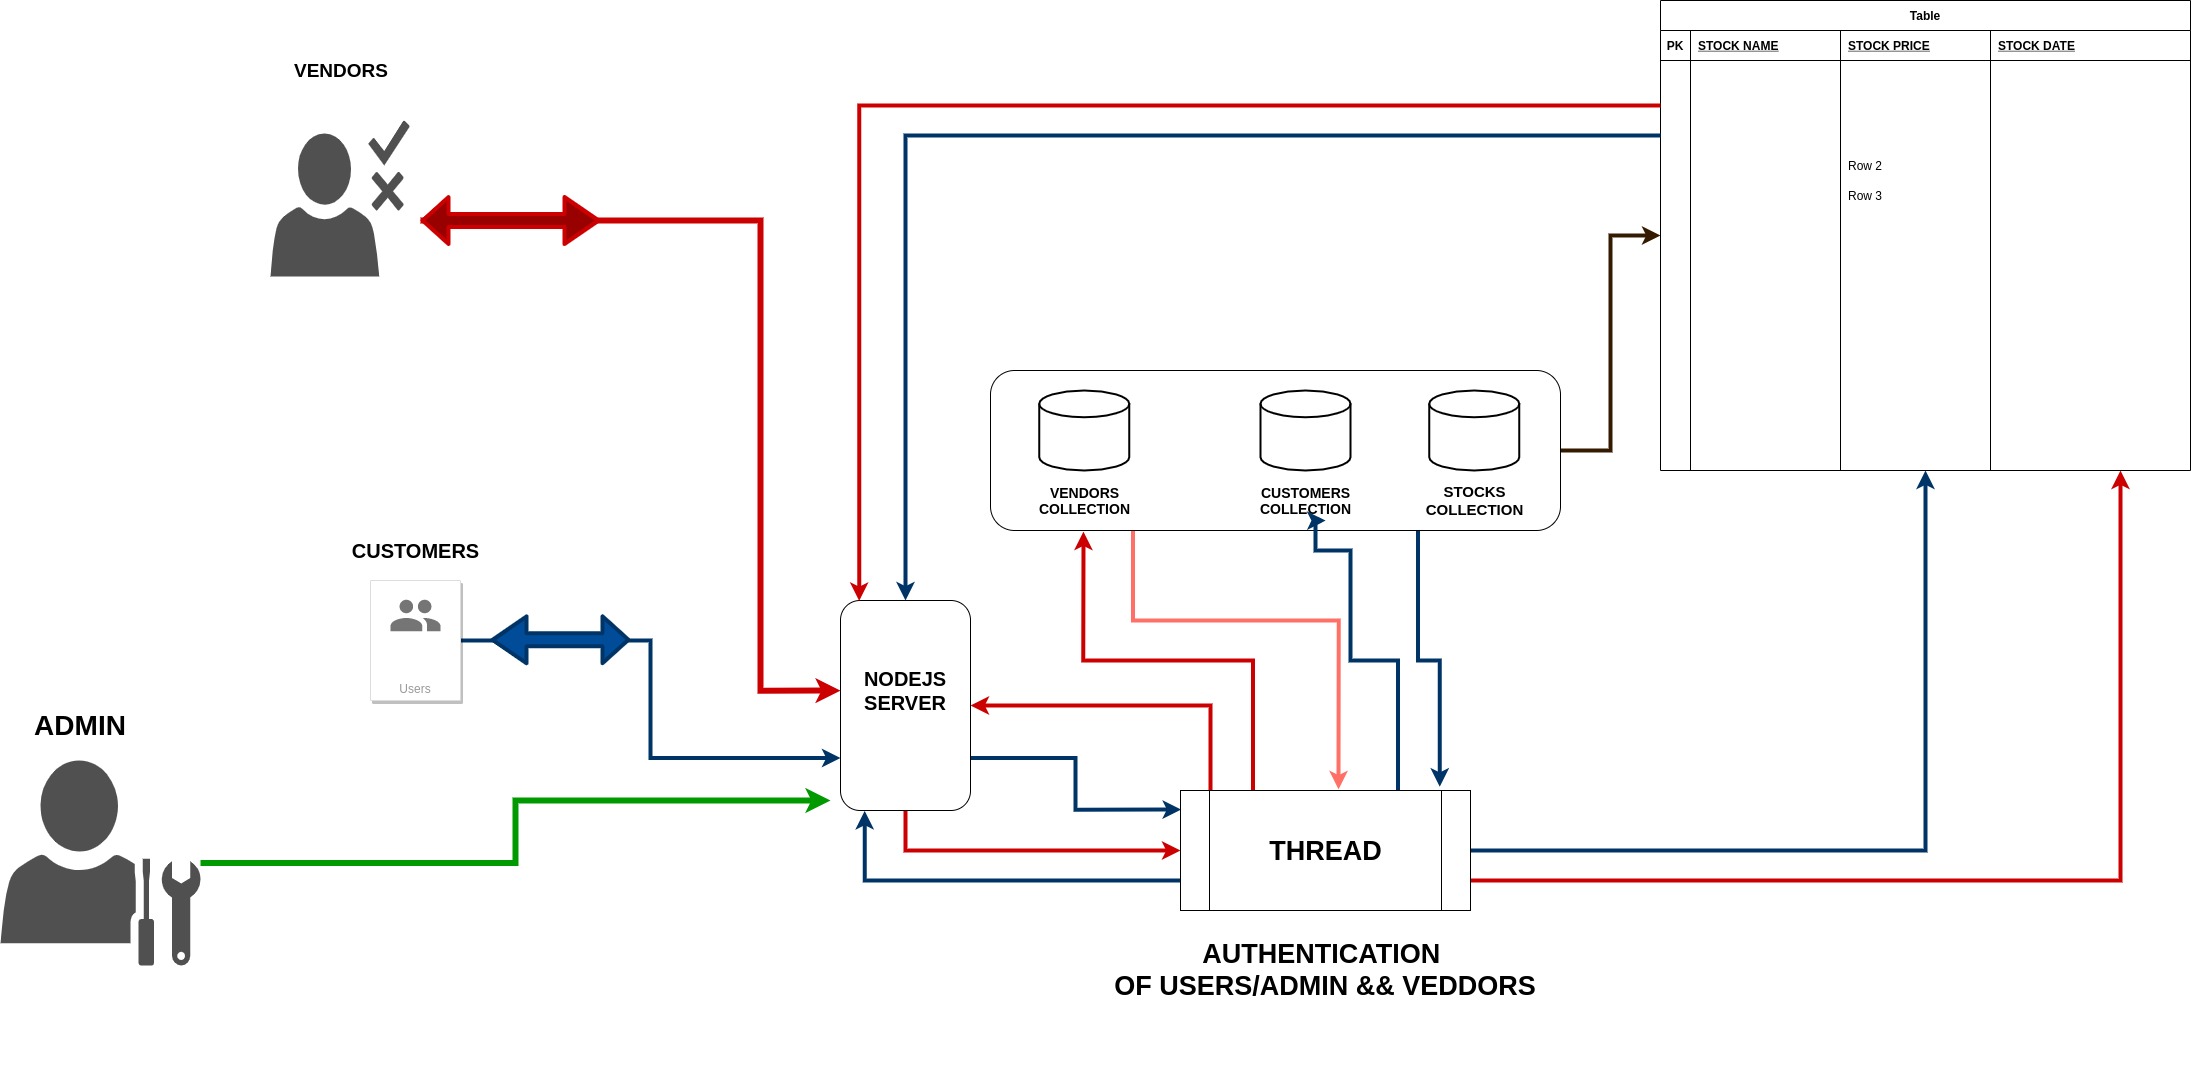 Table
PK STOCK NAME STOCK PRICE STOCK DATE
VENDORS
Row 2
Row 3
VENDORS
COLLECTION
CUSTOMERS
COLLECTION
STOCKS
COLLECTION
CUSTOMERS
Users
NODEJS
SERVER
ADMIN
THREAD
AUTHENTICATION
OF USERS/ADMIN && VEDDORS